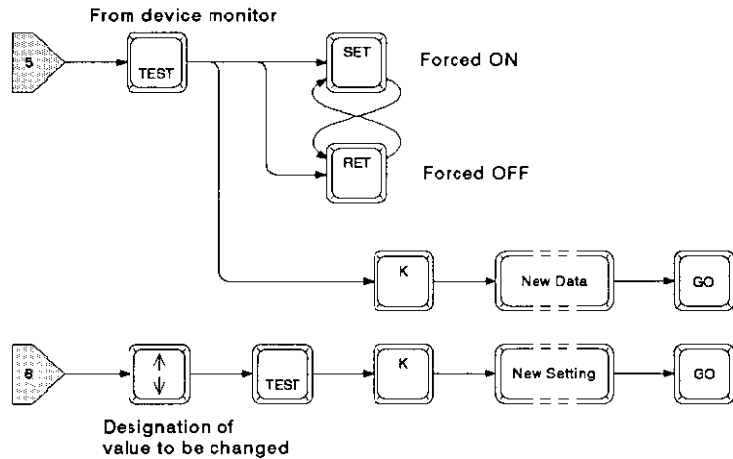 From device monitor
5
TEST
SET
Forced ON
RET
Forced OFF
K
New Data
GO
6
↑
↓
TEST
K
New Setting
GO
Designation of
value to be changed